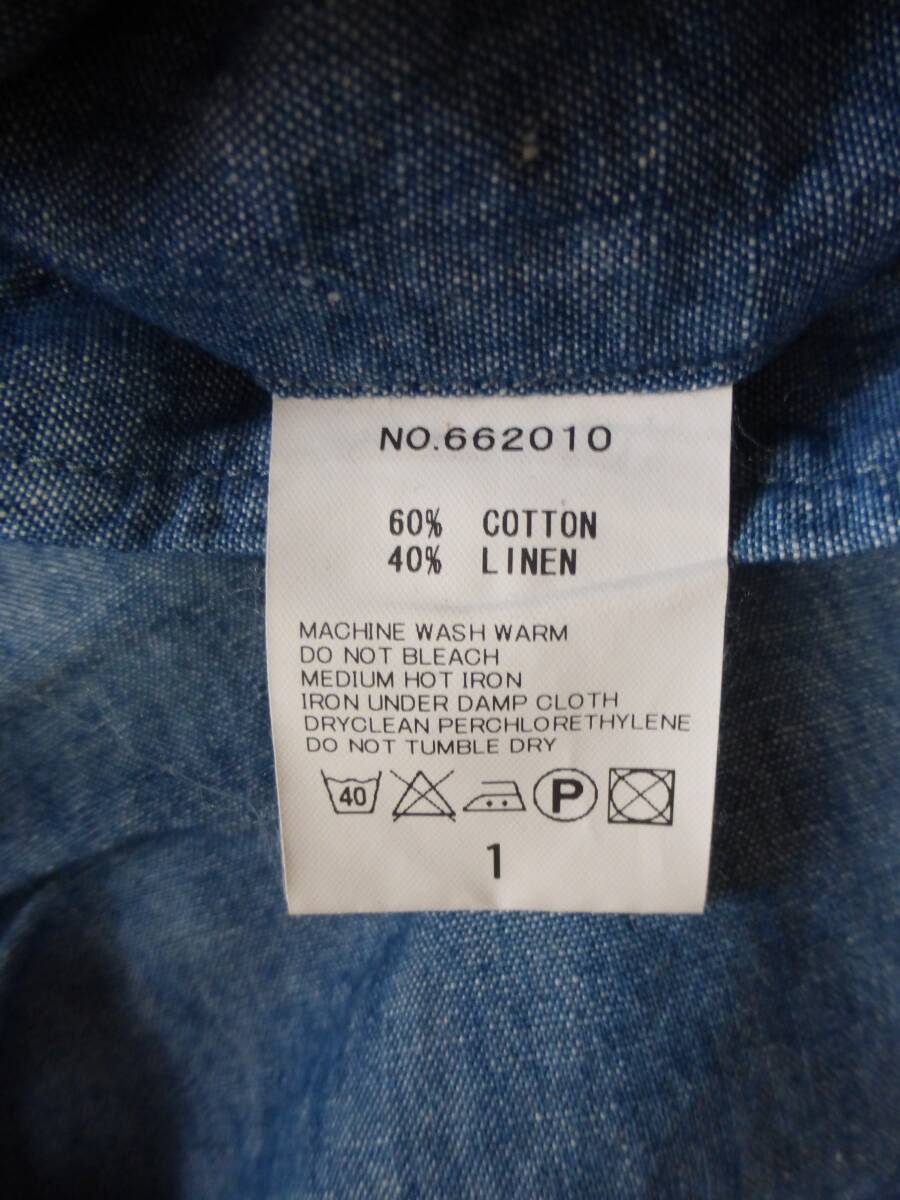 NO.662010
60% COTTON
40% LINEN
MACHINE WASH WARM
DO NOT BLEACH
MEDIUM HOT IRON
IRON UNDER DAMP CLOTH
DRYCLEAN PERCHLORETHYLENE
DO NOT TUMBLE DRY
40 P
1